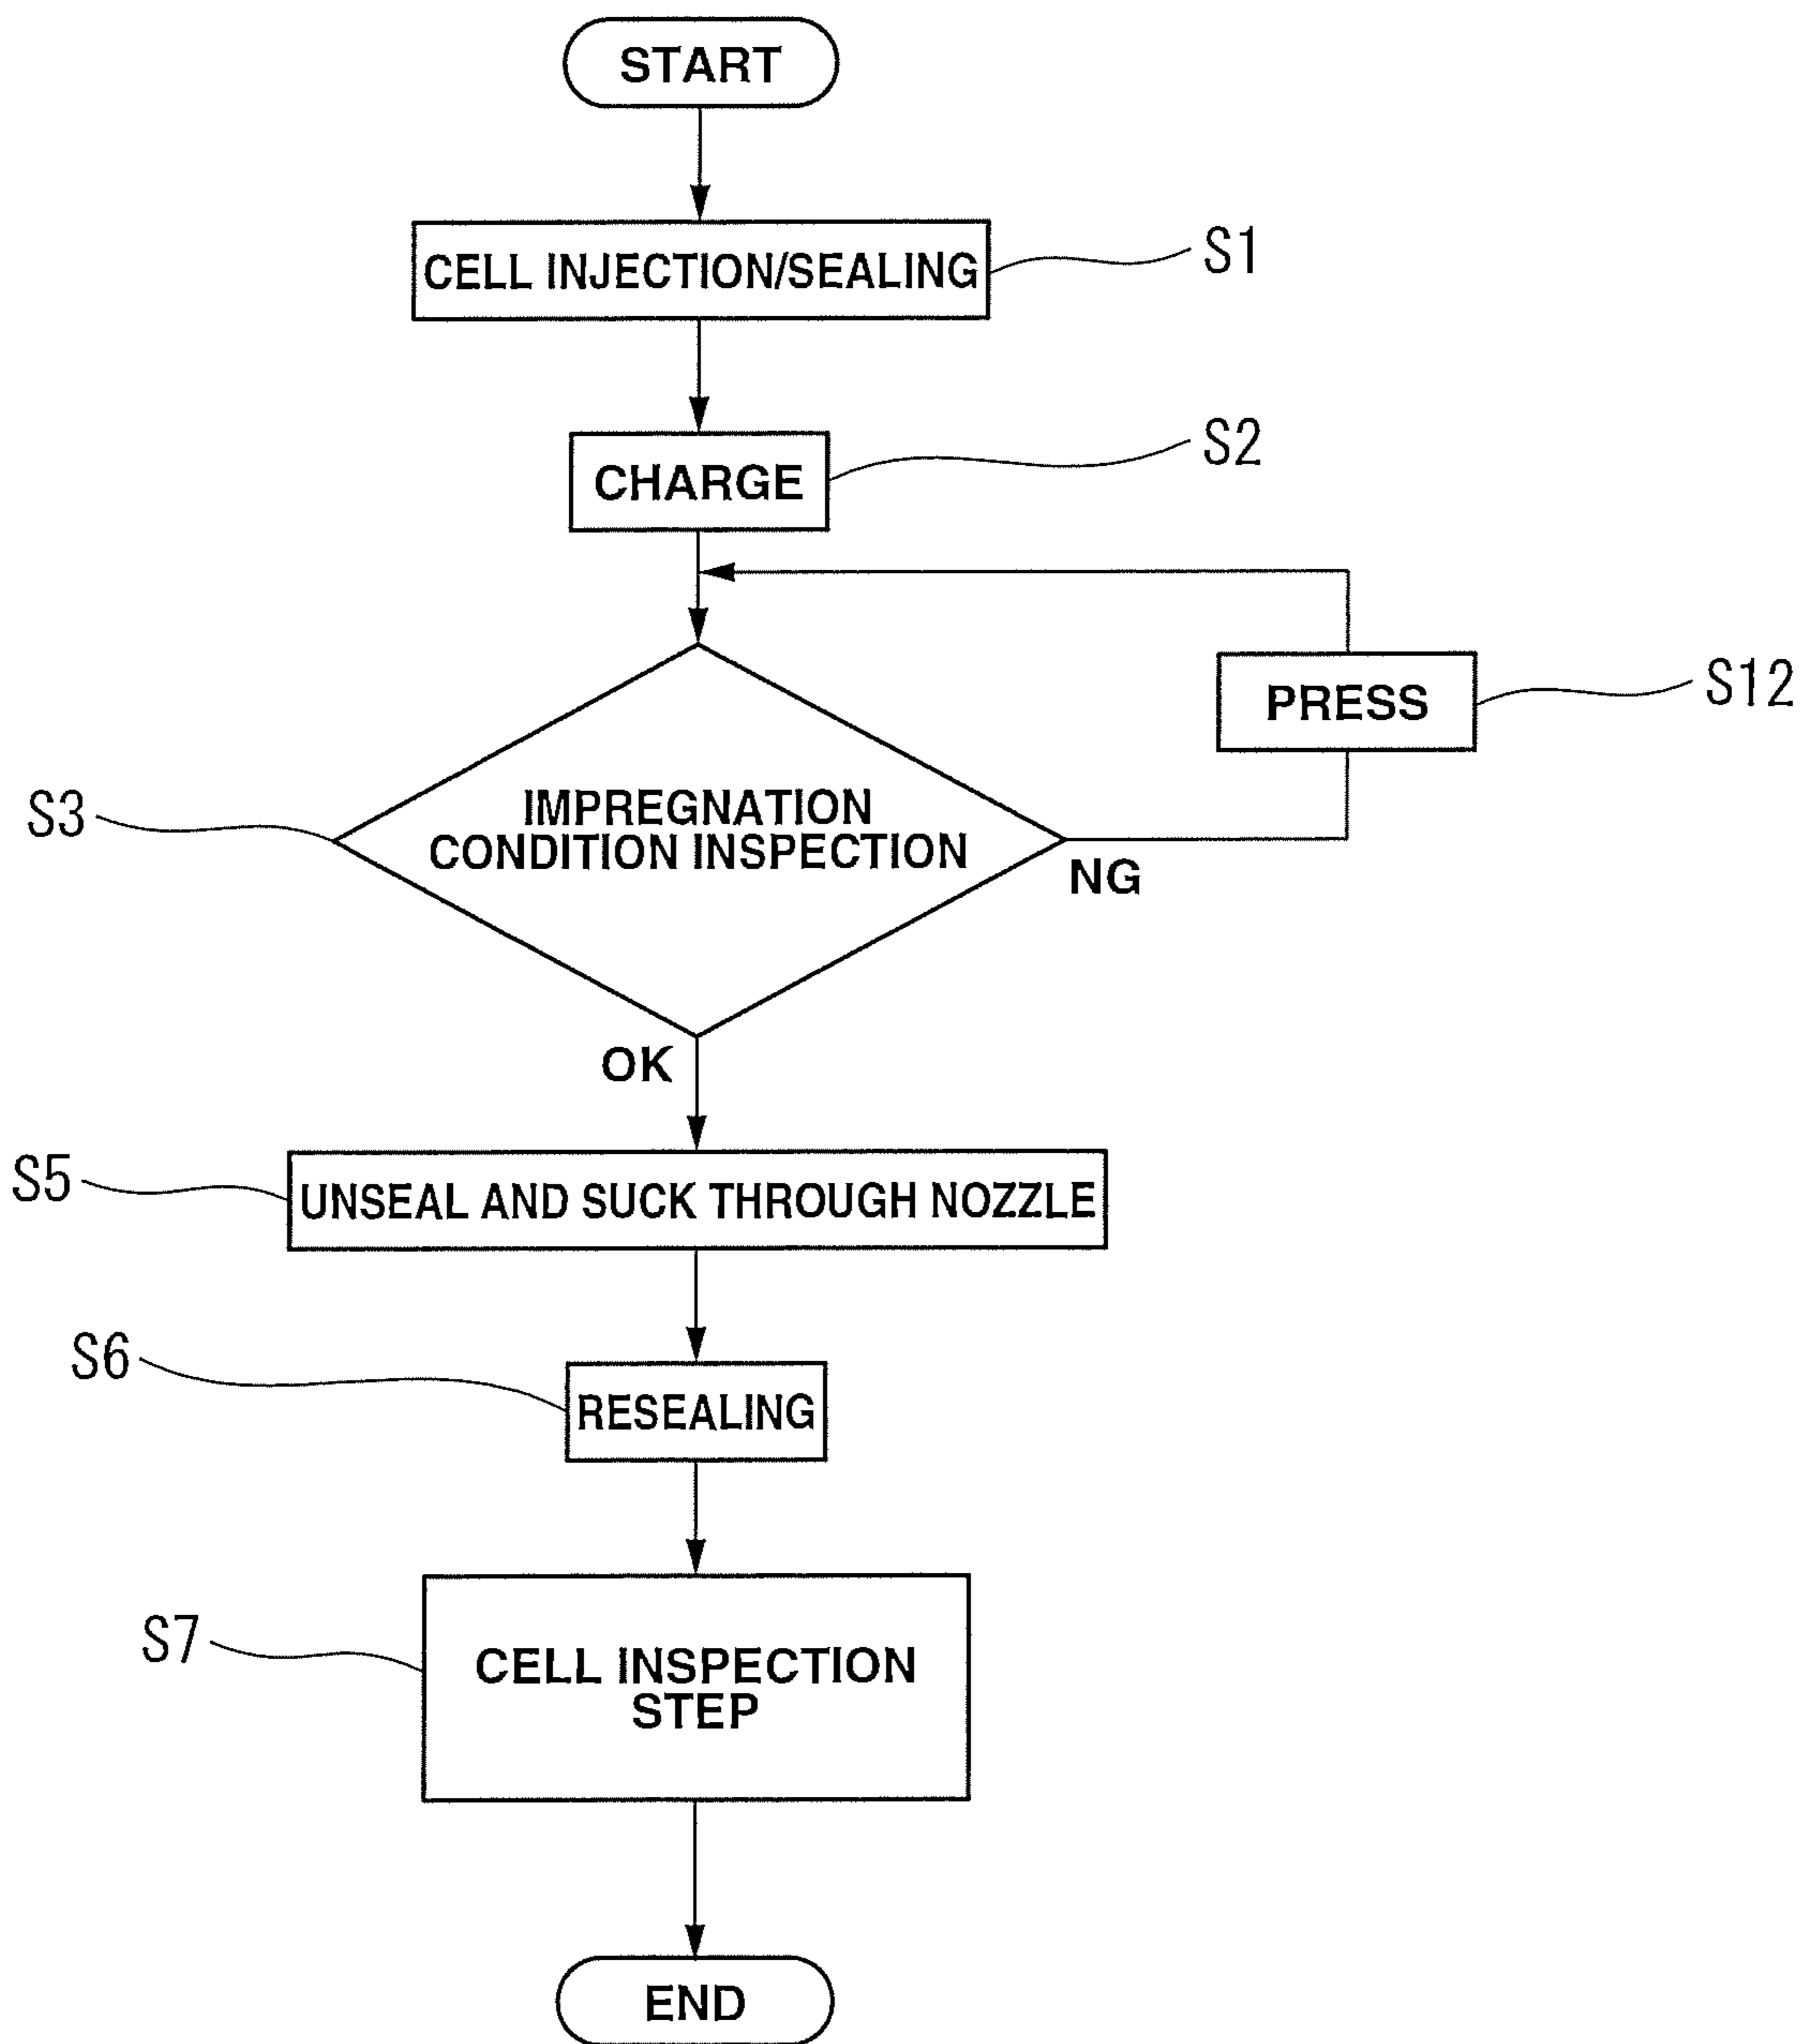 START
CELL INJECTION/SEALING
S1
CHARGE
S2
PRESS
S12
S3
IMPREGNATION
CONDITION INSPECTION
NG
OK
S5
UNSEAL AND SUCK THROUGH NOZZLE
S6
RESEALING
S7
CELL INSPECTION
STEP
END